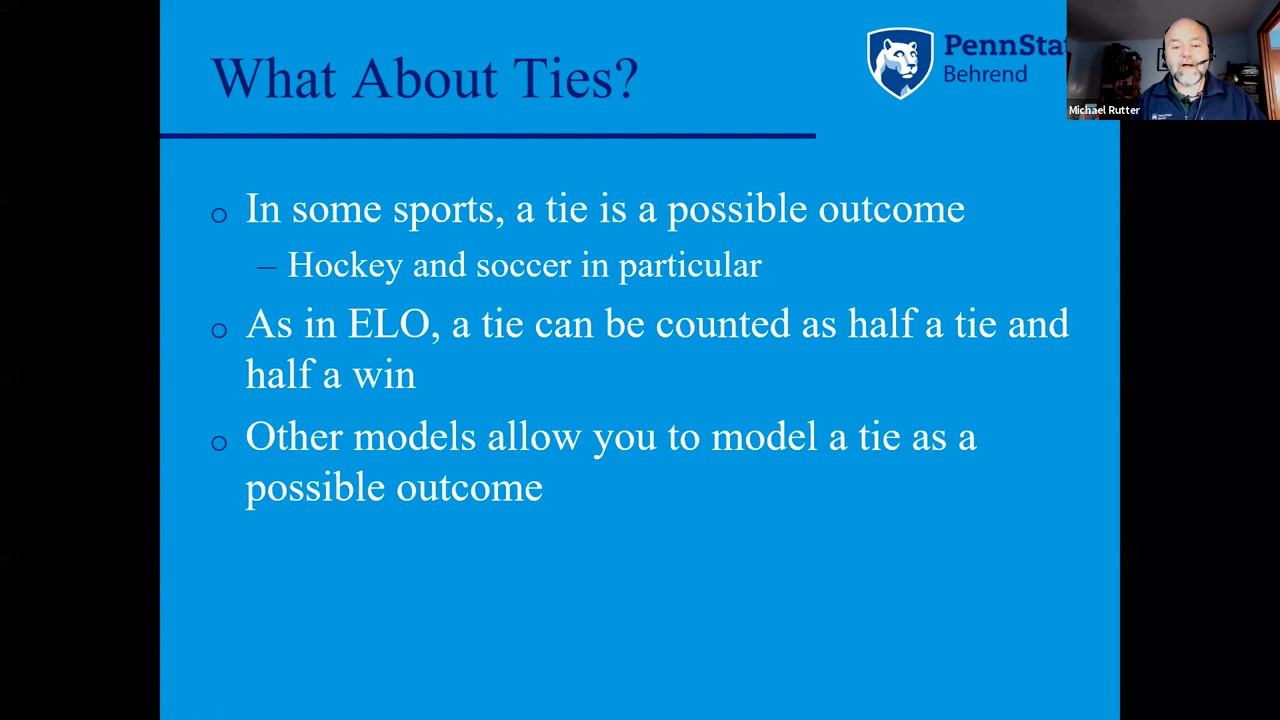 What About Ties?
PennSta
Behrend
Michael Rutter
In some sports, a tie is a possible outcome
– Hockey and soccer in particular
As in ELO, a tie can be counted as half a tie and
half a win
Other models allow you to model a tie as a
possible outcome